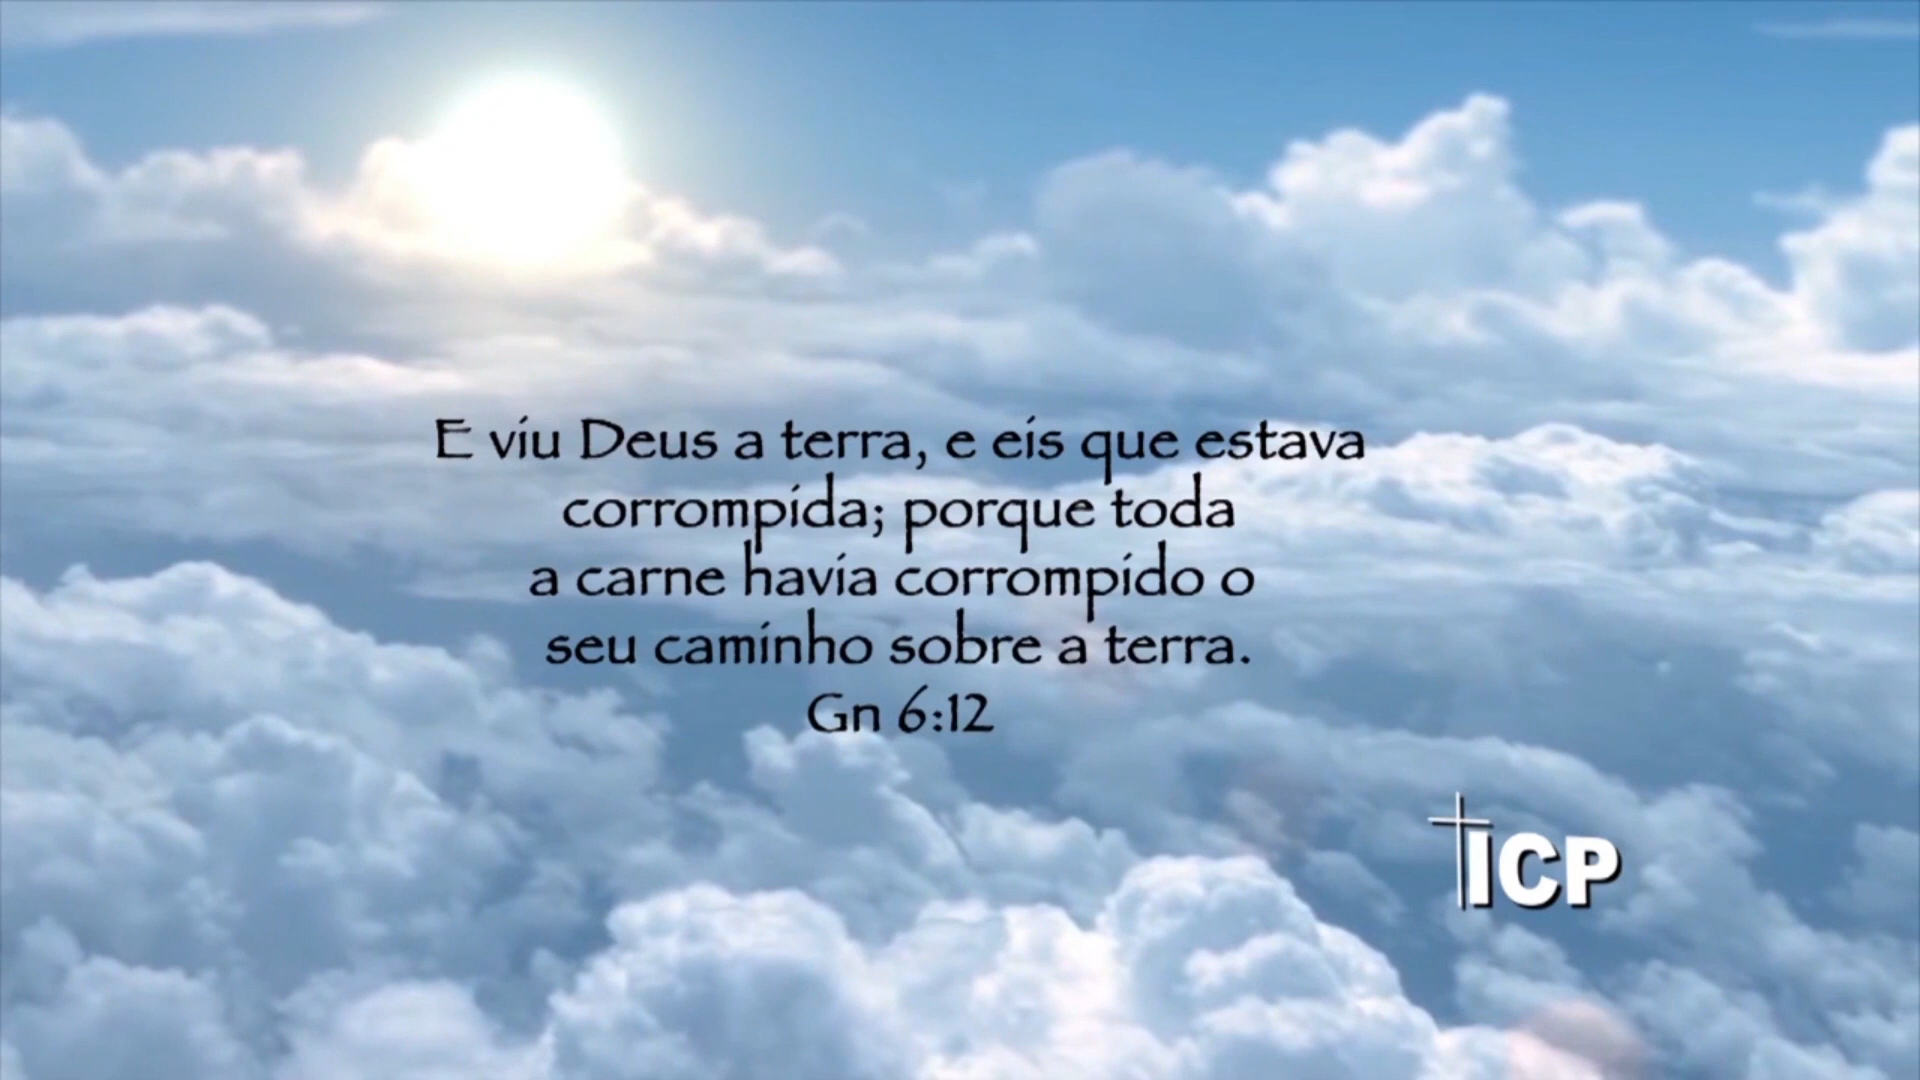 E viu Deus a terra, e eis que estava
corrompida; porque toda
a carne havia corrompido o
seu caminho sobre a terra.
Gn 6:12
ICP